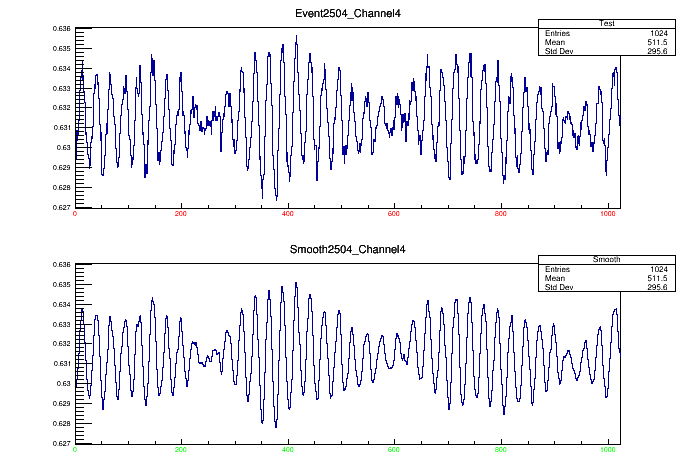 Event2504_Channel4
Test
Entries 1024
Mean 511.5
Std Dev 295.6
0.636
0.635
0.634
0.633
0.632
0.631
0.63
0.629
0.628
0.627
0 200 400 600 800 1000
Smooth2504_Channel4
Smooth
Entries 1024
Mean 511.5
Std Dev 295.6
0.636
0.635
0.634
0.633
0.632
0.631
0.63
0.629
0.628
0.627
0 200 400 600 800 1000